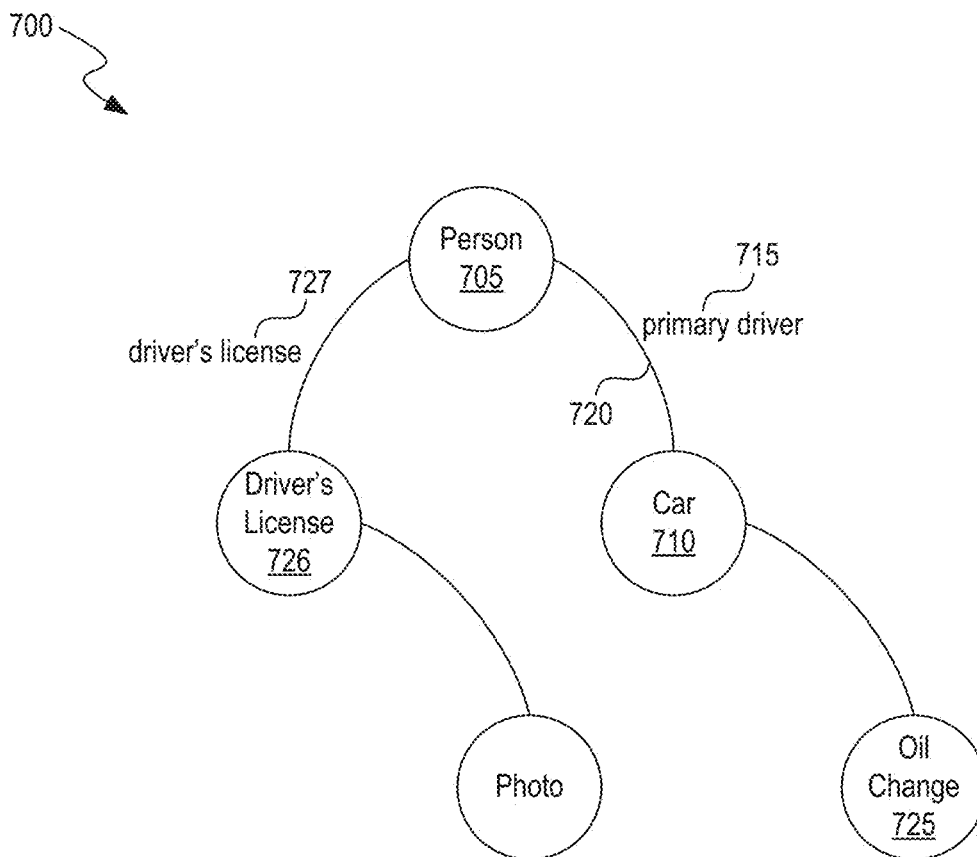 700
Person
705
715
primary driver
727
driver's license
720
Driver's
License
726
Car
710
Photo
Oil
Change
725